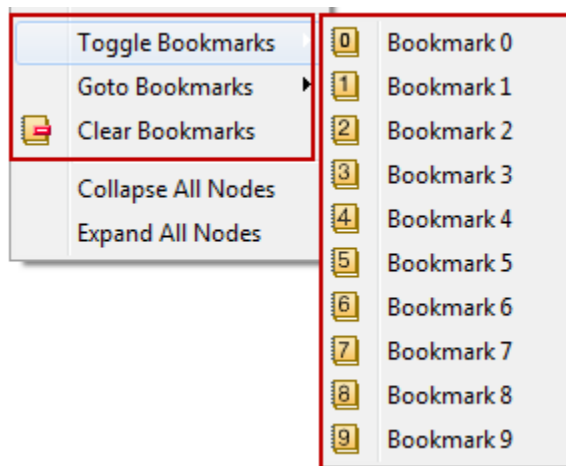 Toggle Bookmarks
Goto Bookmarks
Clear Bookmarks
Collapse All Nodes
Expand All Nodes
0 Bookmark 0
1 Bookmark 1
2 Bookmark 2
3 Bookmark 3
4 Bookmark 4
5 Bookmark 5
6 Bookmark 6
7 Bookmark 7
8 Bookmark 8
9 Bookmark 9